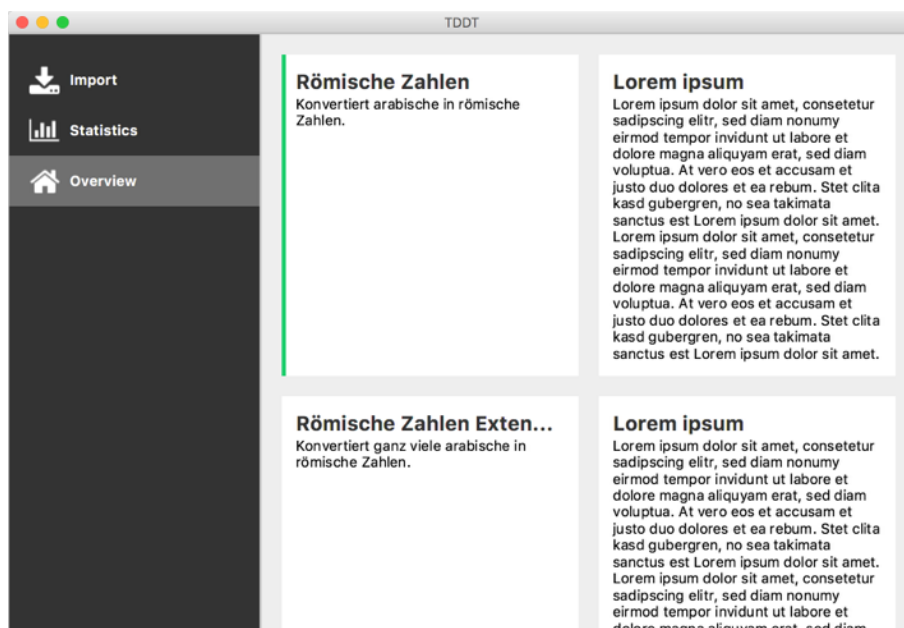 TDDT
Import
Statistics
Overview
Römische Zahlen
Konvertiert arabische in römische
Zahlen.
Lorem ipsum
Lorem ipsum dolor sit amet, consetetur
sadipscing elitr, sed diam nonumy
eirmod tempor invidunt ut labore et
dolore magna aliquyam erat, sed diam
voluptua. At vero eos et accusam et
justo duo dolores et ea rebum. Stet clita
kasd gubergren, no sea takimata
sanctus est Lorem ipsum dolor sit amet.
Lorem ipsum dolor sit amet, consetetur
sadipscing elitr, sed diam nonumy
eirmod tempor invidunt ut labore et
dolore magna aliquyam erat, sed diam
voluptua. At vero eos et accusam et
justo duo dolores et ea rebum. Stet clita
kasd gubergren, no sea takimata
sanctus est Lorem ipsum dolor sit amet.
Römische Zahlen Exten...
Konvertiert ganz viele arabische in
römische Zahlen.
Lorem ipsum
Lorem ipsum dolor sit amet, consetetur
sadipscing elitr, sed diam nonumy
eirmod tempor invidunt ut labore et
dolore magna aliquyam erat, sed diam
voluptua. At vero eos et accusam et
justo duo dolores et ea rebum. Stet clita
kasd gubergren, no sea takimata
sanctus est Lorem ipsum dolor sit amet.
Lorem ipsum dolor sit amet, consetetur
sadipscing elitr, sed diam nonumy
eirmod tempor invidunt ut labore et
dolore magna aliquyam erat, sed diam